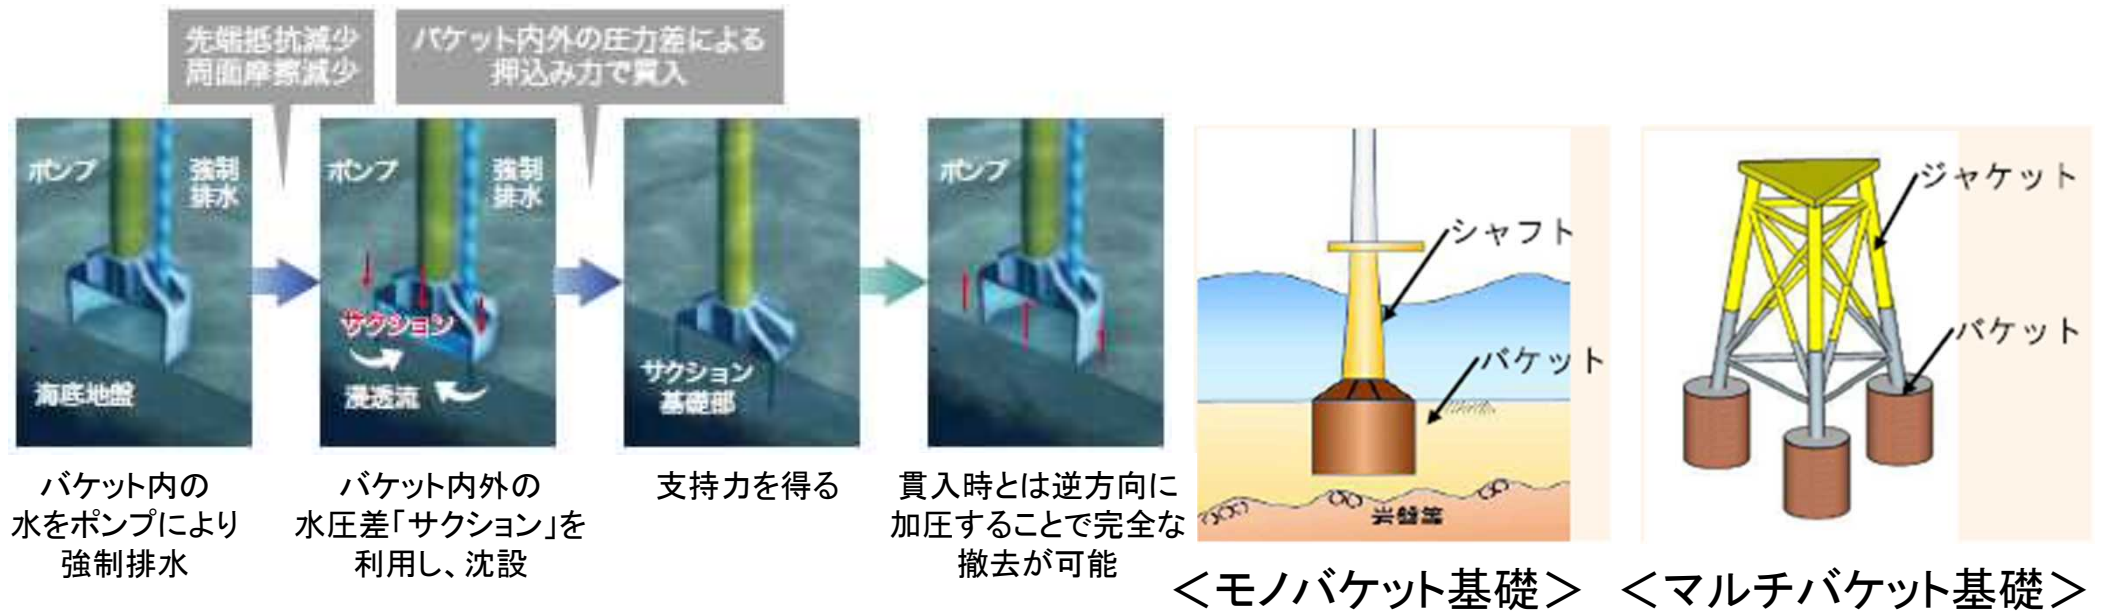 先端抵抗減少
周面摩擦減少
バケット内外の圧力差による
押込み力で貫入
ポンプ
強制
排水
海底地盤
バケット内の
水をポンプにより
強制排水
ポンプ
強制
排水
サクション
浸透流
バケット内外の
水圧差「サクション」を
利用し、沈設
サクション
基礎部
支持力を得る
ポンプ
貫入時とは逆方向に
加圧することで完全な
撤去が可能
シャフト
バケット
岩盤等
＜モノバケット基礎＞
ジャケット
バケット
＜マルチバケット基礎＞